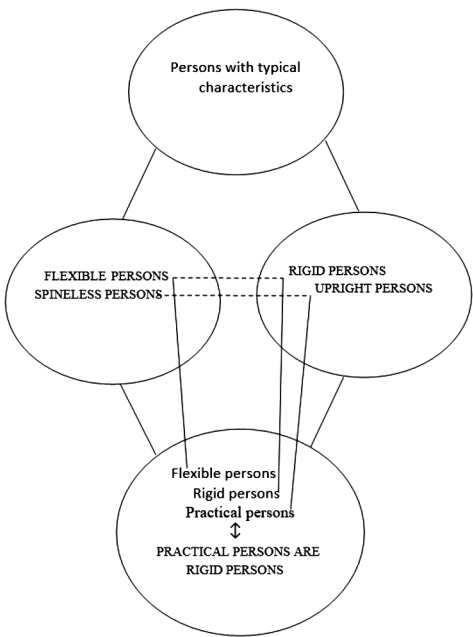 Persons with typical
characteristics
FLEXIBLE PERSONS
SPINELESS PERSONS
RIGID PERSONS
UPRIGHT PERSONS
Flexible persons
Rigid persons
Practical persons
PRACTICAL PERSONS ARE
RIGID PERSONS